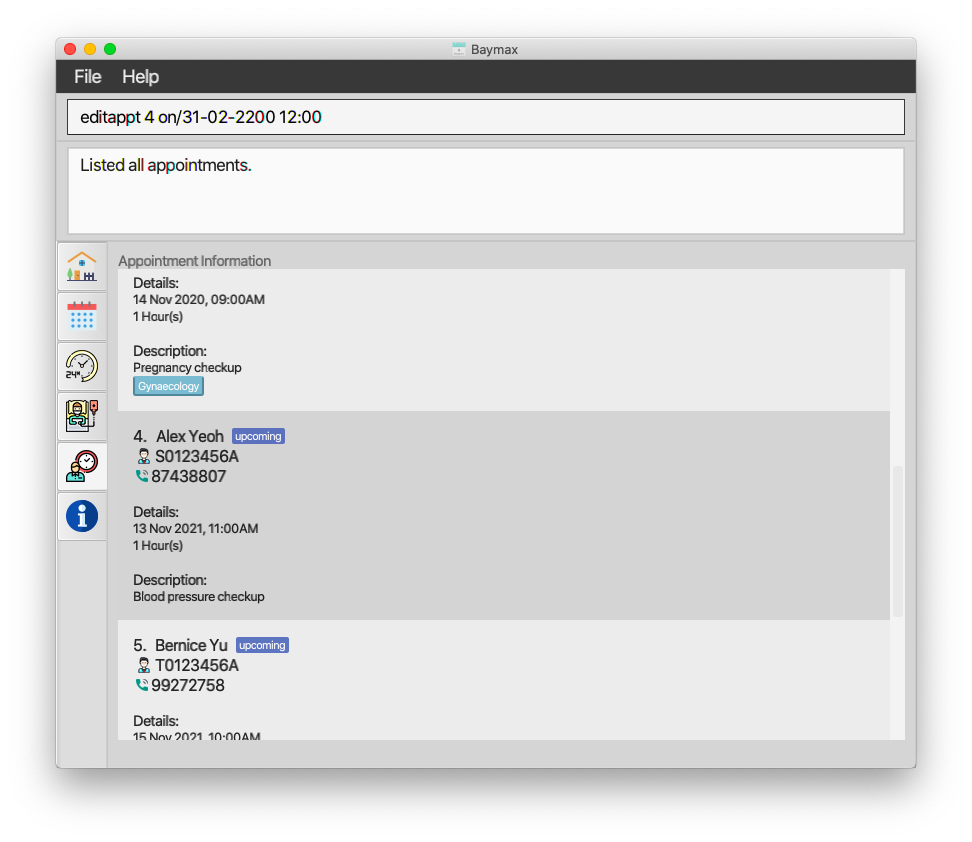 Baymax
File Help
editappt 4 on/31-02-2200 12:00
Listed all appointments.
Appointment Information
Details:
14 Nov 2020, 09:00AM
1 Hour(s)
Description:
Pregnancy checkup
Gynaecology
4. Alex Yeoh upcoming
S0123456A
87438807
Details:
13 Nov 2021, 11:00AM
1 Hour(s)
Description:
Blood pressure checkup
5. Bernice Yu upcoming
T0123456A
99272758
Details:
15 Nov 2021, 10:00AM
24